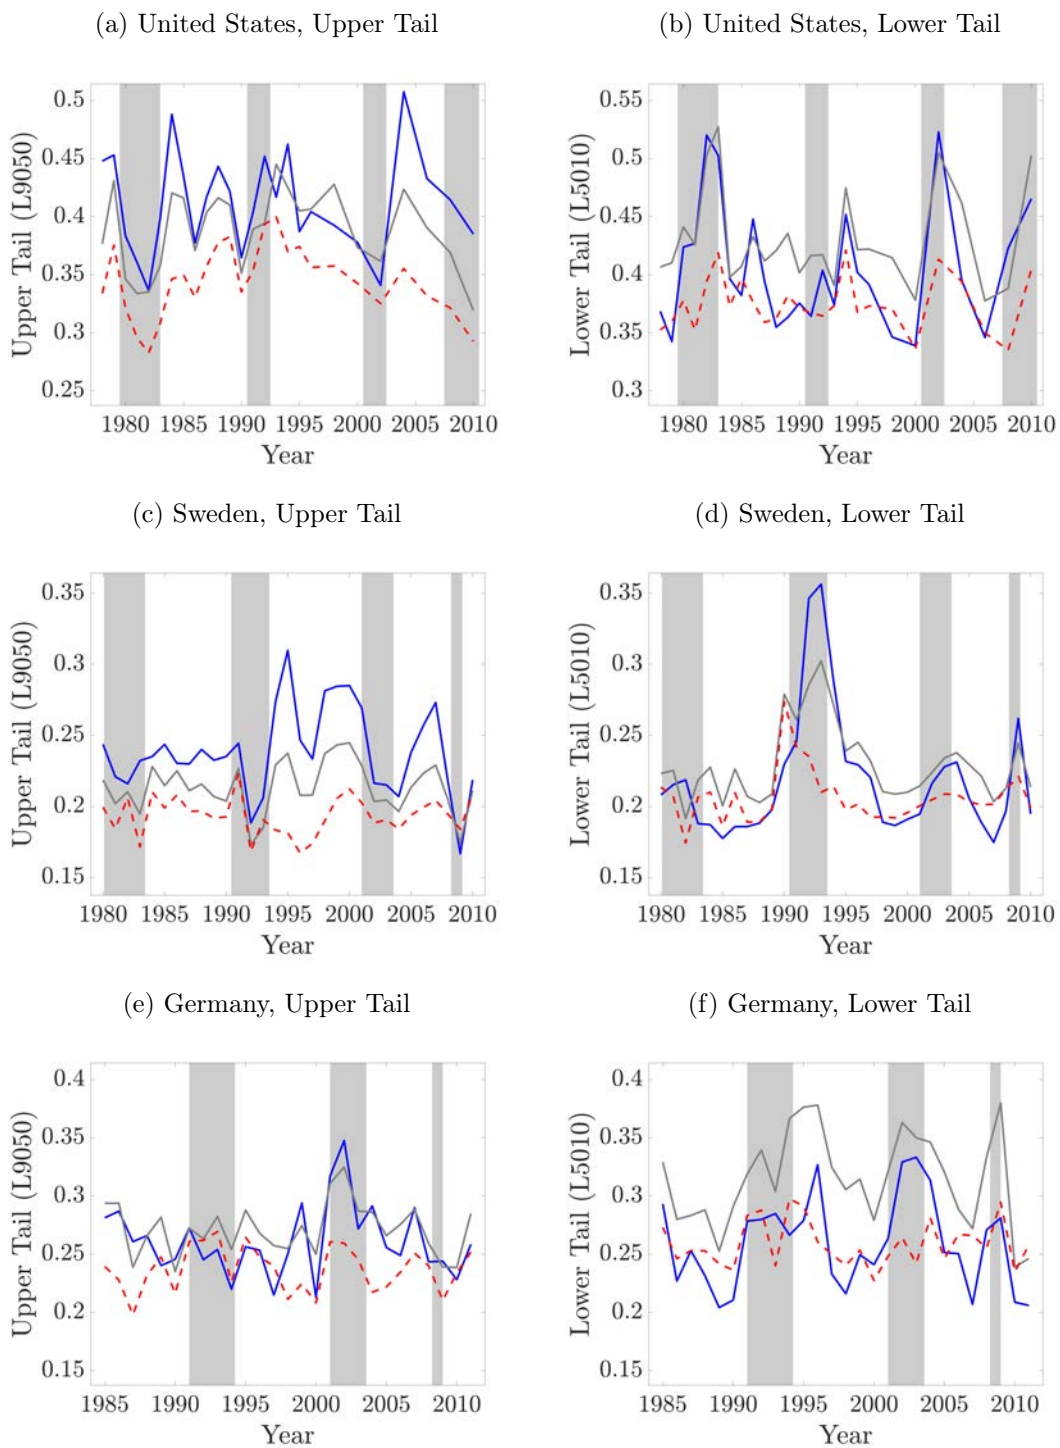 (a) United States, Upper Tail
(b) United States, Lower Tail
Upper Tail (L9050)
0.5
0.45
0.4
0.35
0.3
0.25
1980 1985 1990 1995 2000 2005 2010
Year
Lower Tail (L5010)
0.55
0.5
0.45
0.4
0.35
0.3
1980 1985 1990 1995 2000 2005 2010
Year
(c) Sweden, Upper Tail
(d) Sweden, Lower Tail
Upper Tail (L9050)
0.35
0.3
0.25
0.2
0.15
1980 1985 1990 1995 2000 2005 2010
Year
Lower Tail (L5010)
0.35
0.3
0.25
0.2
0.15
1980 1985 1990 1995 2000 2005 2010
Year
(e) Germany, Upper Tail
(f) Germany, Lower Tail
Upper Tail (L9050)
0.4
0.35
0.3
0.25
0.2
0.15
1985 1990 1995 2000 2005 2010
Year
Lower Tail (L5010)
0.4
0.35
0.3
0.25
0.2
0.15
1985 1990 1995 2000 2005 2010
Year